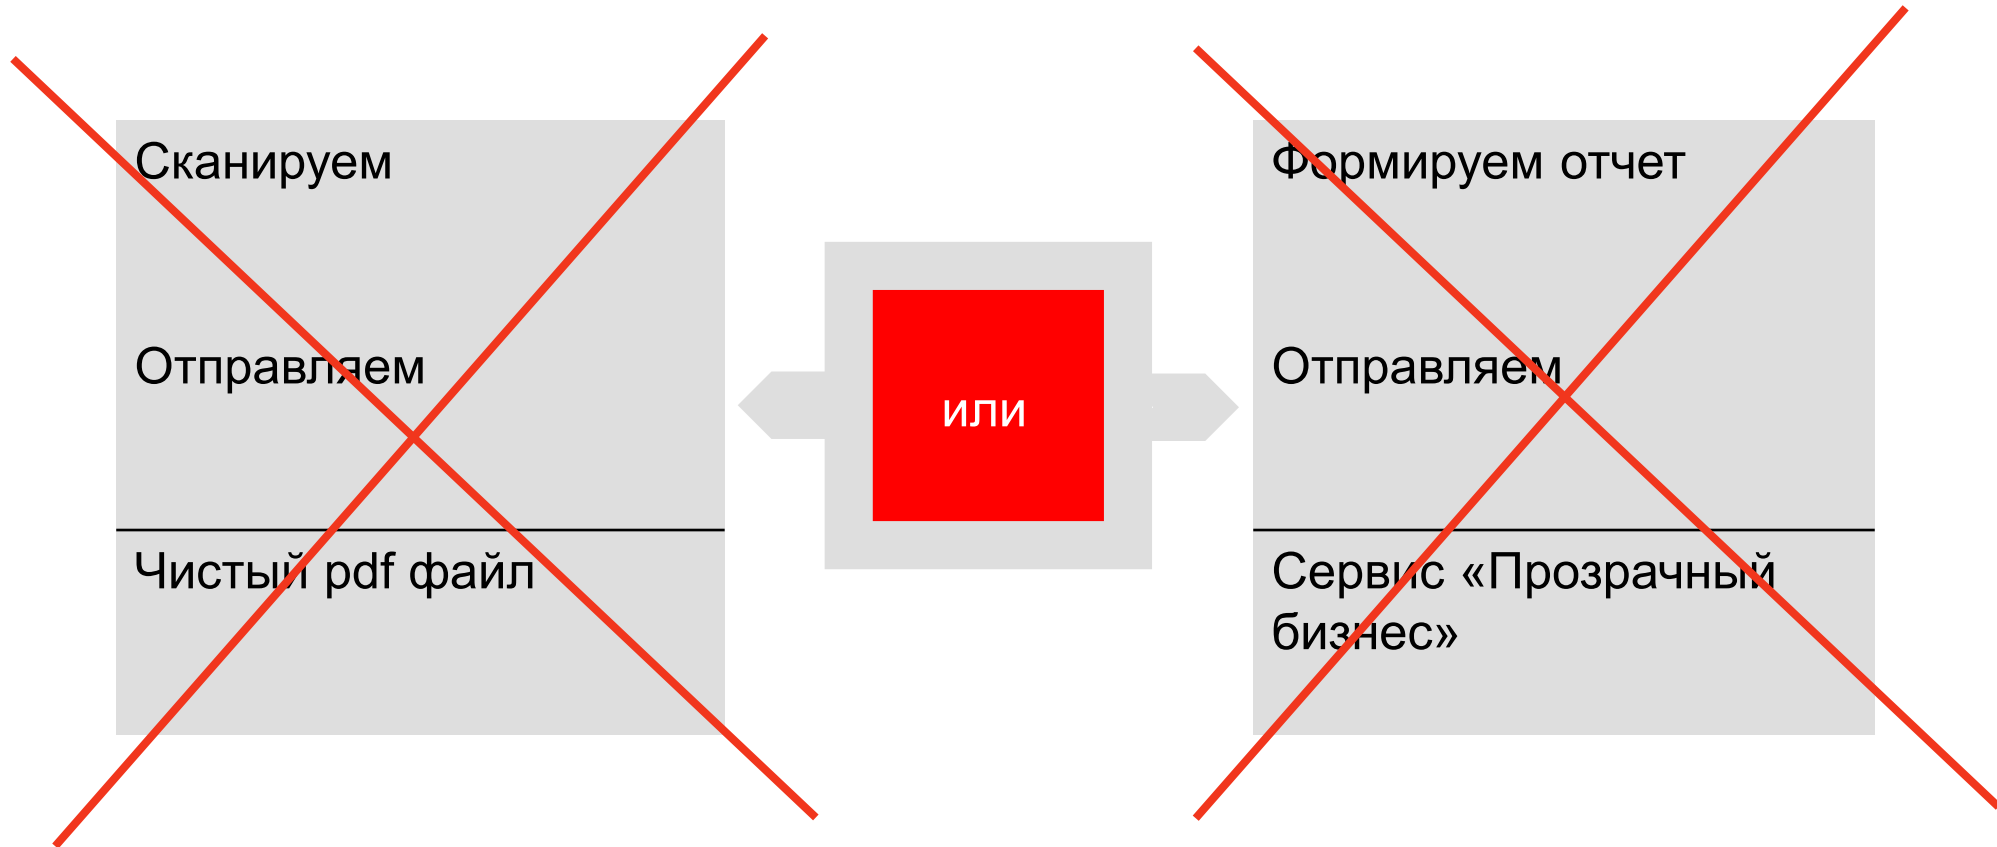 Сканируем
Отправляем
Чистый pdf файл
или
Формируем отчет
Отправляем
Сервис «Прозрачный
бизнес»